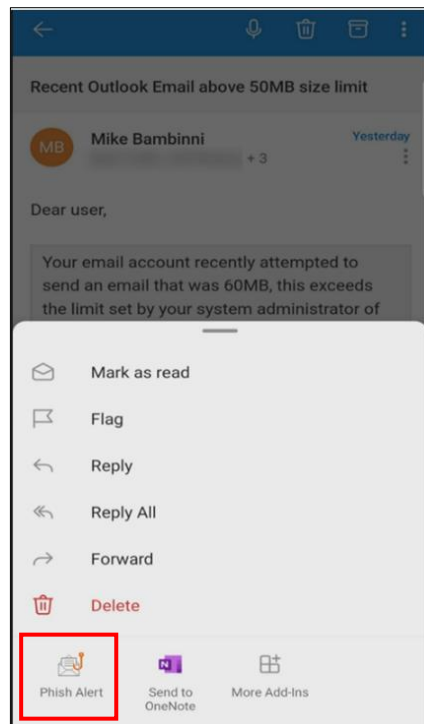 Recent Outlook Email above 50MB size limit
MB
Mike Bambinni
Yesterday
+ 3
Dear user,
Your email account recently attempted to
send an email that was 60MB, this exceeds
the limit set by your system administrator of
Mark as read
Flag
Reply
Reply All
Forward
Delete
Phish Alert
Send to
OneNote
More Add-Ins